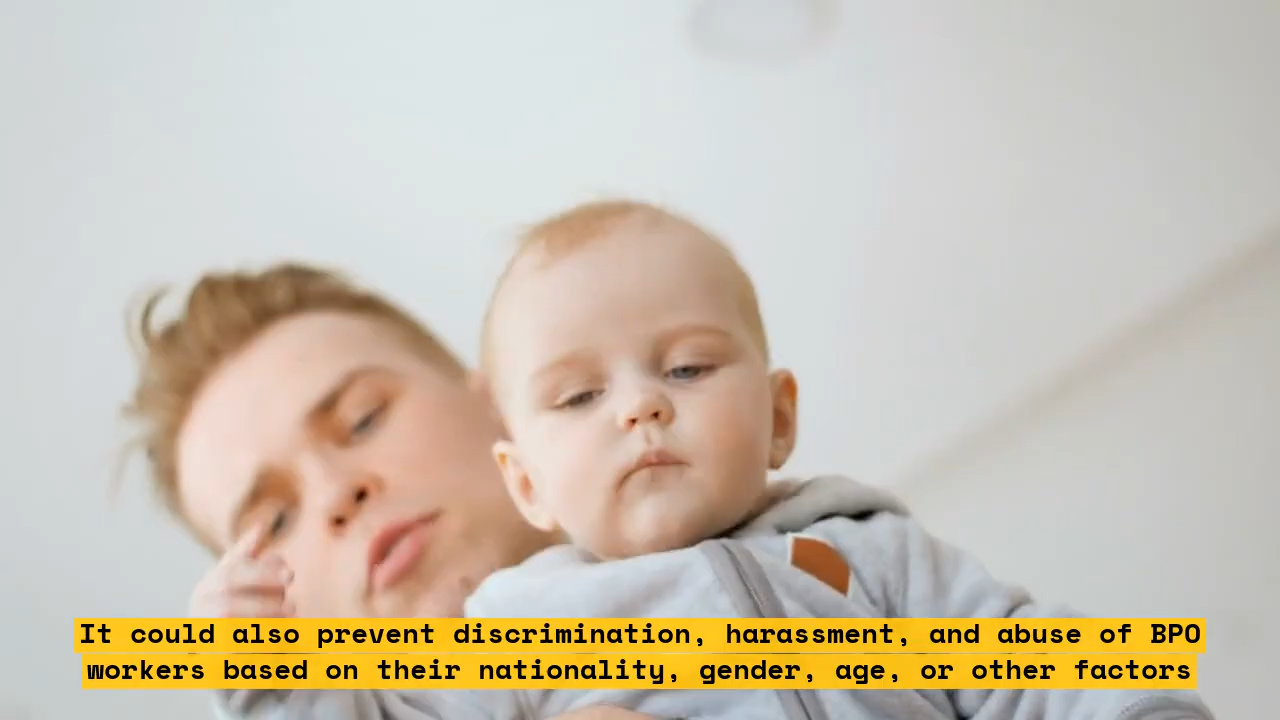 It could also prevent discrimination, harassment, and abuse of BPO
workers based on their nationality, gender, age, or other factors